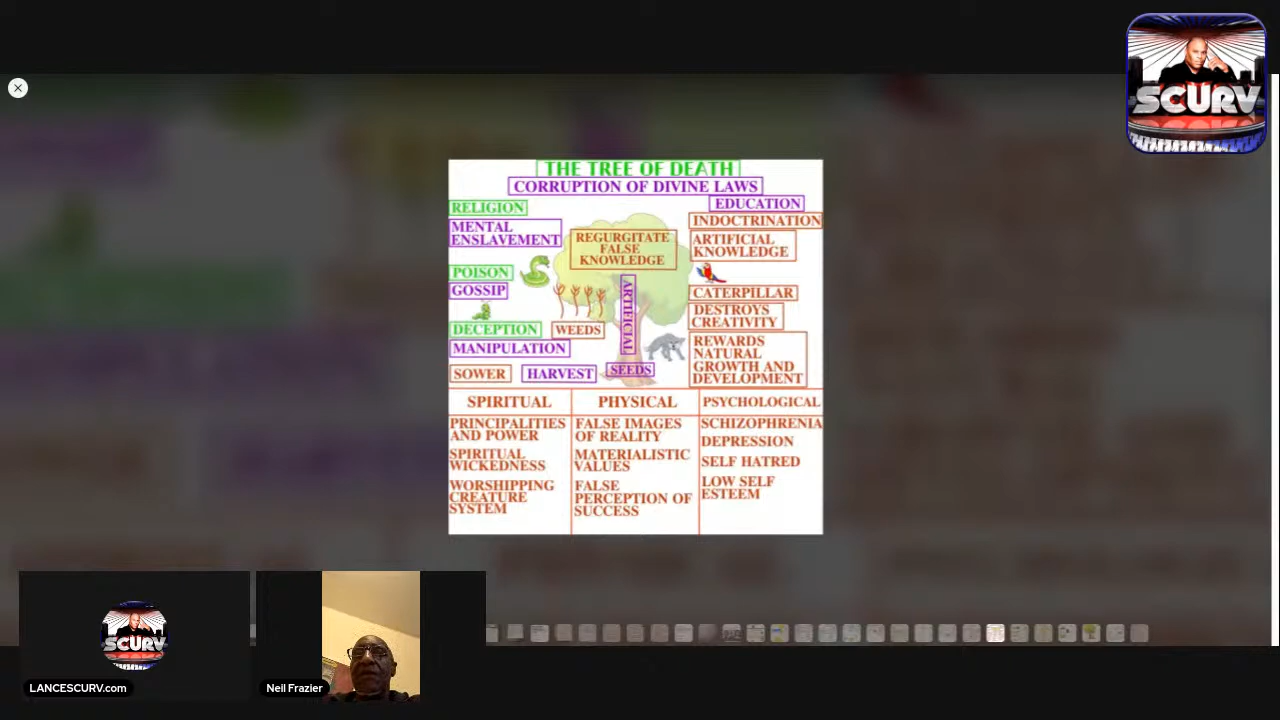 SCURV
THE TREE OF DEATH
CORRUPTION OF DIVINE LAWS
RELIGION
MENTAL
ENSLAVEMENT
POISON
GOSSIP
DECEPTION
MANIPULATION
SOWER
HARVEST
WEEDS
REGURGITATE
FALSE
KNOWLEDGE
ARTIFICIAL
SEEDS
EDUCATION
INDOCTRINATION
ARTIFICIAL
KNOWLEDGE
CATERPILLAR
DESTROYS
CREATIVITY
REWARDS
NATURAL
GROWTH AND
DEVELOPMENT
SPIRITUAL
PRINCIPALITIES
AND POWER
SPIRITUAL
WICKEDNESS
WORSHIPPING
CREATURE
SYSTEM
PHYSICAL
FALSE IMAGES
OF REALITY
MATERIALISTIC
VALUES
FALSE
PERCEPTION OF
SUCCESS
PSYCHOLOGICAL
SCHIZOPHRENIA
DEPRESSION
SELF HATRED
LOW SELF
ESTEEM
SCURV
LANCESCURV.com
Neil Frazier